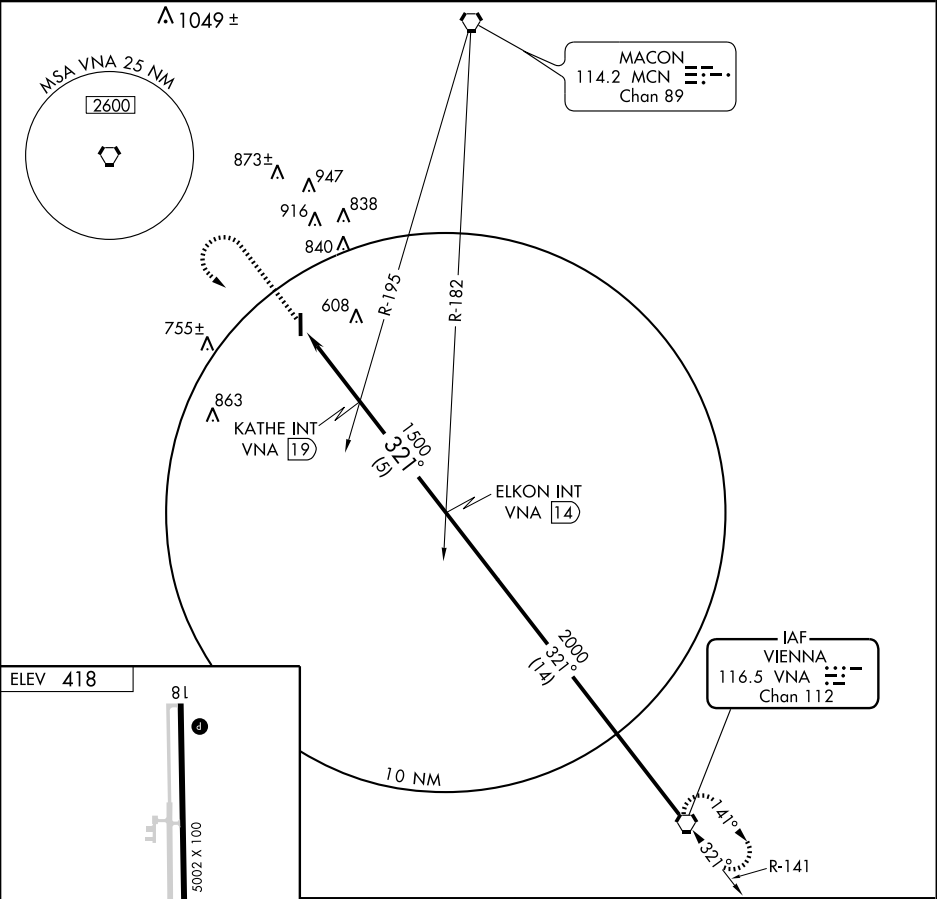 1049 ±
MSA VNA 25 NM
2600
MACON
114.2 MCN
Chan 89
873±
947
916
838
840
608
755±
863
R-195
R-182
KATHE INT
VNA 19
1500
321°
(5)
ELKON INT
VNA 14
2000
321°
(14)
IAF
VIENNA
116.5 VNA
Chan 112
10 NM
141°
321°
R-141
ELEV 418
18
P
5002 X 100